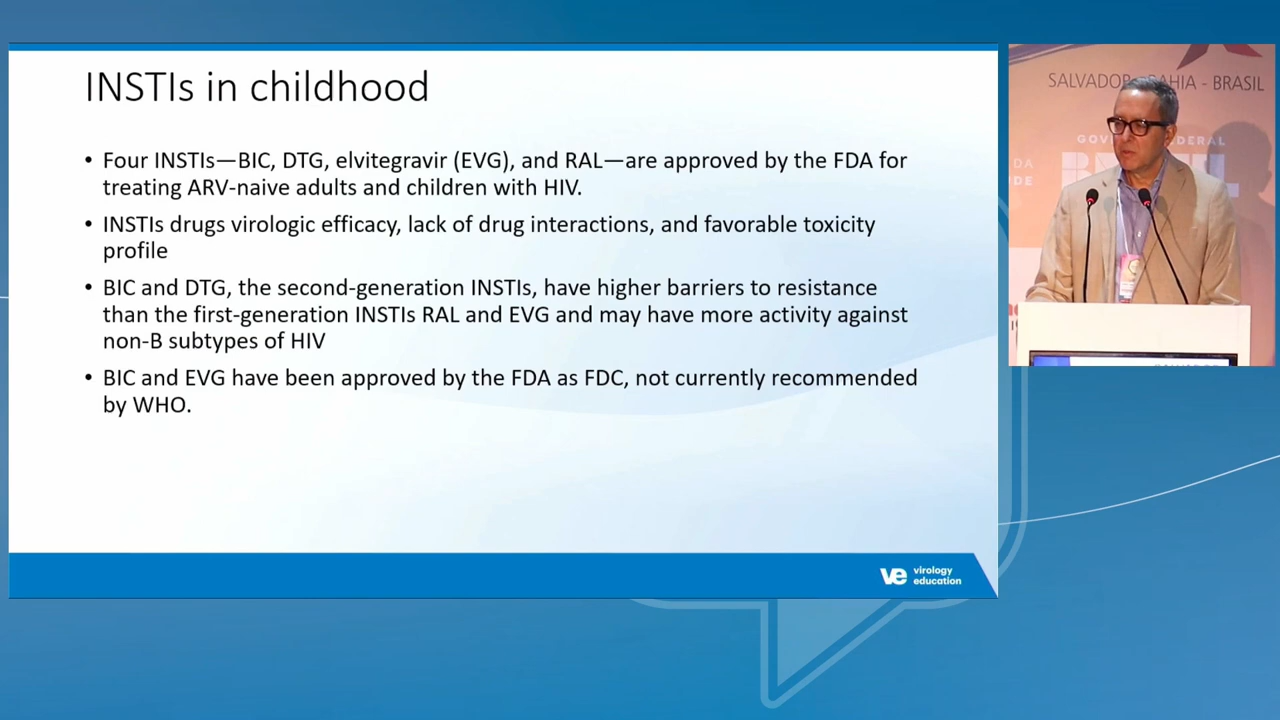 INSTIs in childhood
• Four INSTIs—BIC, DTG, elvitegravir (EVG), and RAL—are approved by the FDA for
treating ARV-naive adults and children with HIV.
• INSTIs drugs virologic efficacy, lack of drug interactions, and favorable toxicity
profile
• BIC and DTG, the second-generation INSTIs, have higher barriers to resistance
than the first-generation INSTIs RAL and EVG and may have more activity against
non-B subtypes of HIV
• BIC and EVG have been approved by the FDA as FDC, not currently recommended
by WHO.
ve virology
education
SALVADOR BAHIA - BRASIL